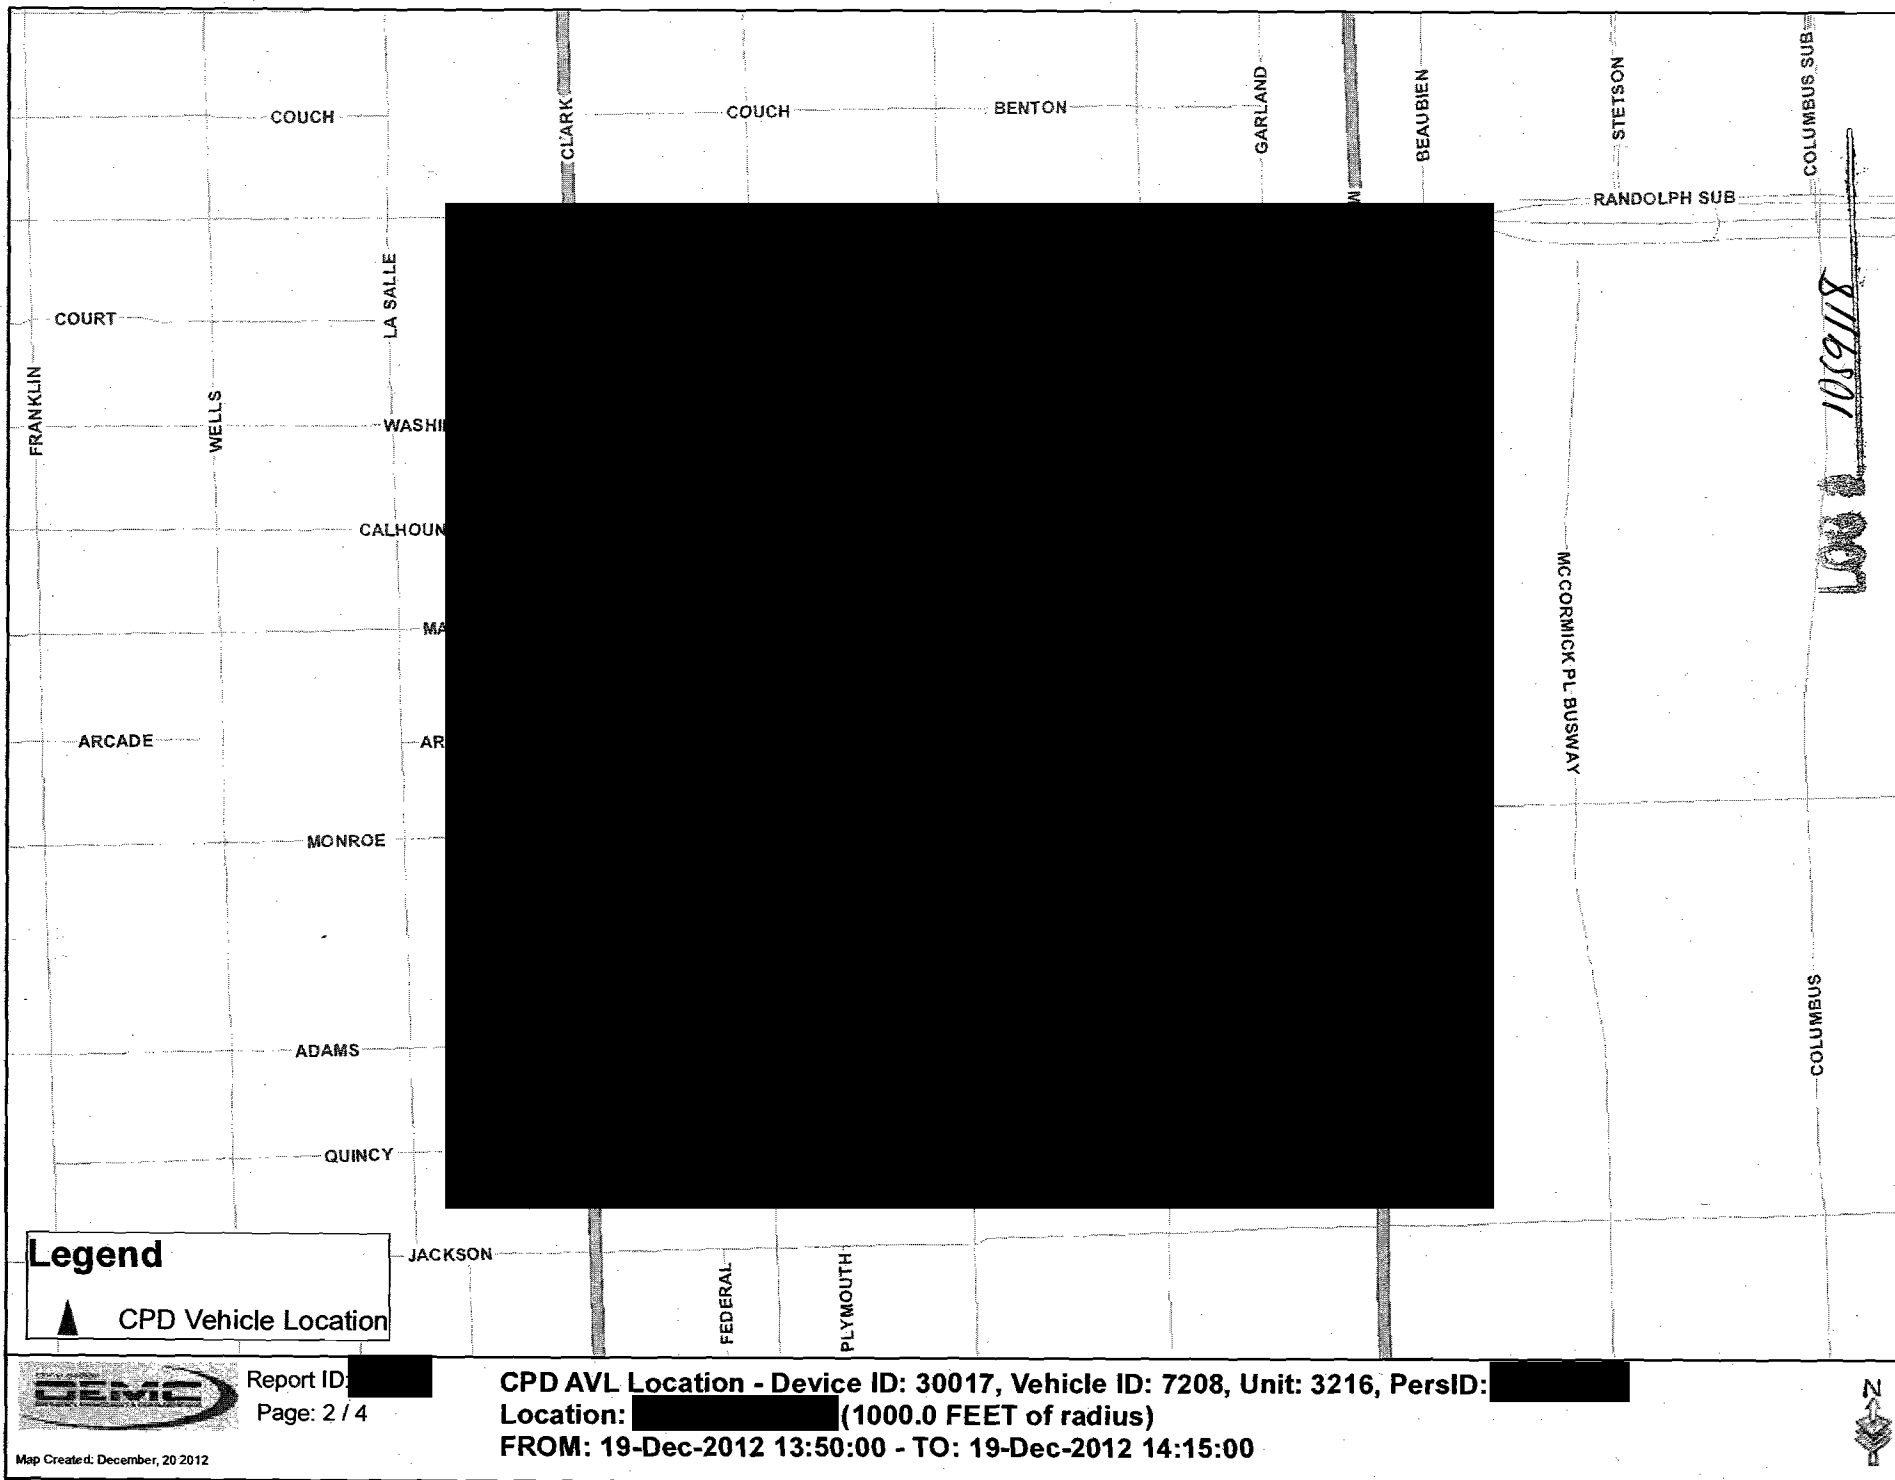 COUCH
CLARK
COUCH
BENTON
GARLAND
BEAUBIEN
STETSON
COLUMBUS SUB
RANDOLPH SUB
LA SALLE
COURT
FRANKLIN
WELLS
WASHI
CALHOUN
MA
MCCORMICK PL BUSWAY
ARCADE
AR
MONROE
ADAMS
COLUMBUS
QUINCY
JACKSON
FEDERAL
PLYMOUTH
Legend
CPD Vehicle Location
OEMC
Report ID:
Page: 2 / 4
Map Created: December, 20 2012
CPD AVL Location - Device ID: 30017, Vehicle ID: 7208, Unit: 3216, PersID:
Location: (1000.0 FEET of radius)
FROM: 19-Dec-2012 13:50:00 - TO: 19-Dec-2012 14:15:00
N